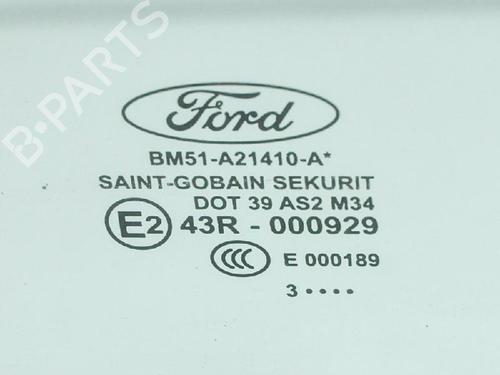 B-PARTS
Ford
BM51-A21410-A*
SAINT-GOBAIN SEKURIT
DOT 39 AS2 M34
E2 43R - 000929
CCC E 000189
3 ••••